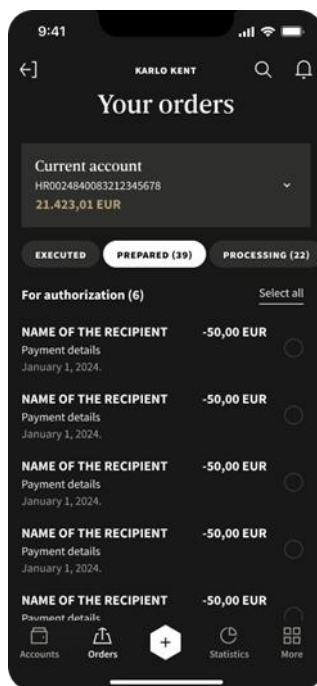 9:41
KARLO KENT
Your orders
Current account
HR0024840083212345678
21.423,01 EUR
EXECUTED PREPARED (39) PROCESSING (22)
For authorization (6) Select all
NAME OF THE RECIPIENT -50,00 EUR
Payment details
January 1, 2024.
NAME OF THE RECIPIENT -50,00 EUR
Payment details
January 1, 2024.
NAME OF THE RECIPIENT -50,00 EUR
Payment details
January 1, 2024.
NAME OF THE RECIPIENT -50,00 EUR
Payment details
January 1, 2024.
NAME OF THE RECIPIENT -50,00 EUR
Payment details
Accounts Orders Statistics More